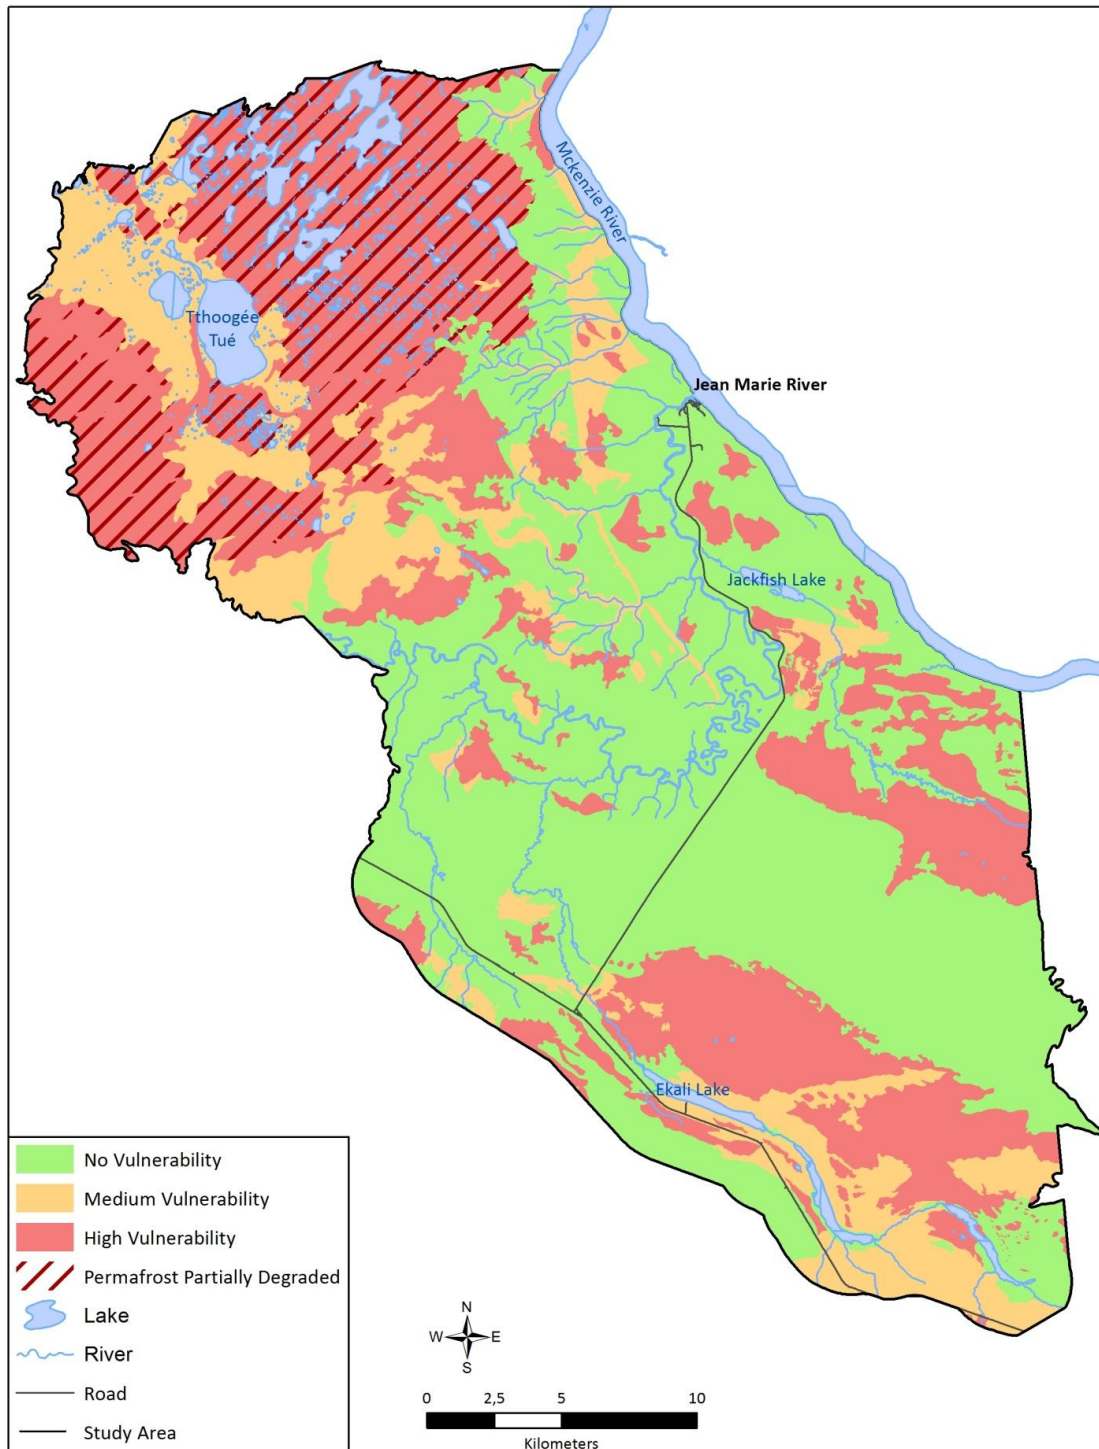 Mckenzie River
Tthoogée
Tué
Jean Marie River
Jackfish Lake
Ekali Lake
No Vulnerability
Medium Vulnerability
High Vulnerability
Permafrost Partially Degraded
Lake
River
Road
Study Area
N
W E
S
0 2,5 5 10
Kilometers